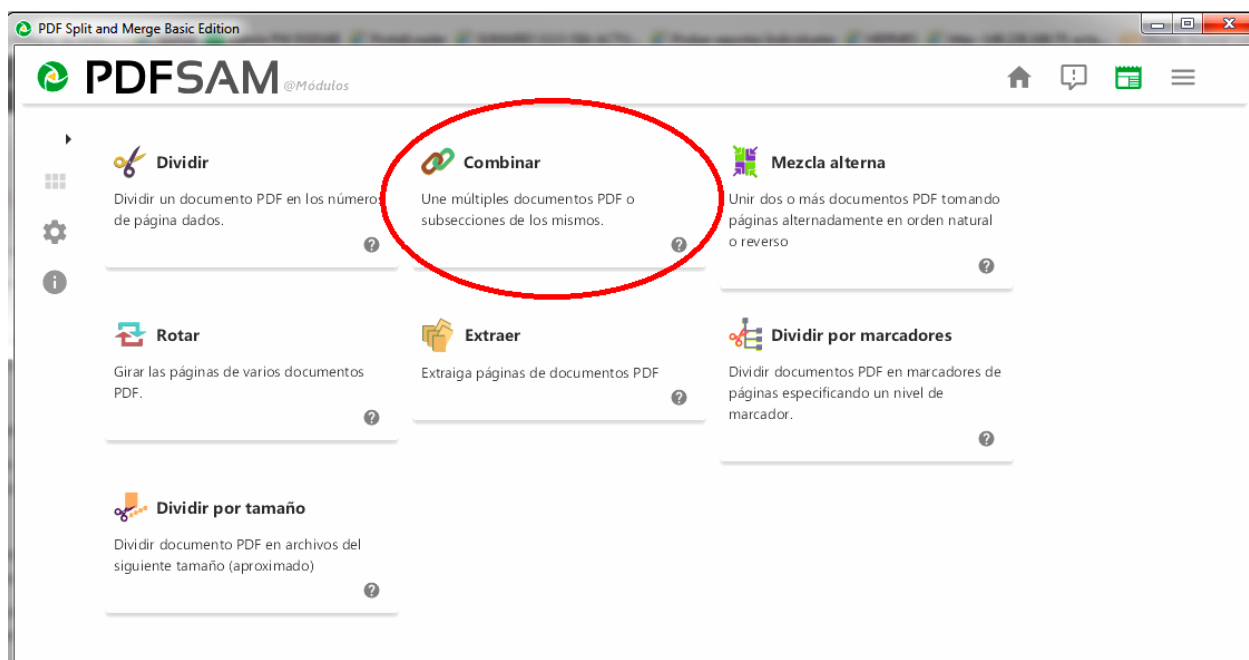 PDF Split and Merge Basic Edition
PDFSAM @Módulos
Dividir
Dividir un documento PDF en los números
de página dados.
Combinar
Une múltiples documentos PDF o
subsecciones de los mismos.
Mezcla alterna
Unir dos o más documentos PDF tomando
páginas alternadamente en orden natural
o reverso
Rotar
Girar las páginas de varios documentos
PDF.
Extraer
Extraiga páginas de documentos PDF
Dividir por marcadores
Dividir documentos PDF en marcadores de
páginas especificando un nivel de
marcador.
Dividir por tamaño
Dividir documento PDF en archivos del
siguiente tamaño (aproximado)